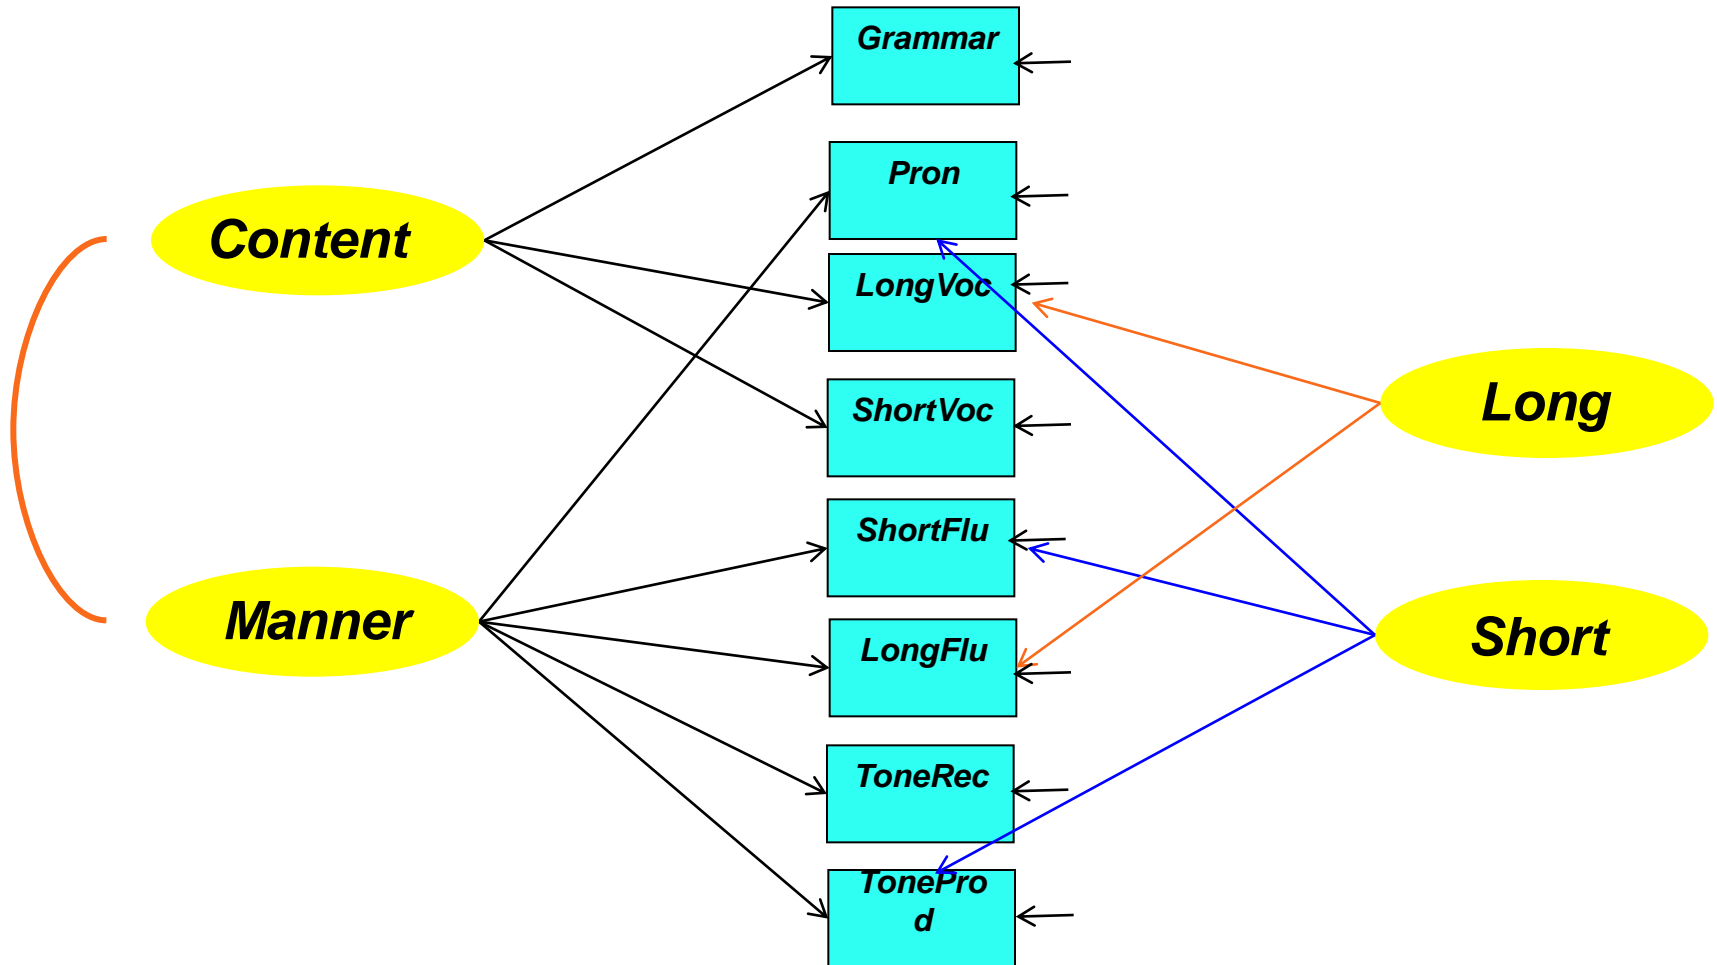 Grammar
Pron
Content
LongVoc
Long
ShortVoc
ShortFlu
Manner
LongFlu
Short
ToneRec
TonePro
d